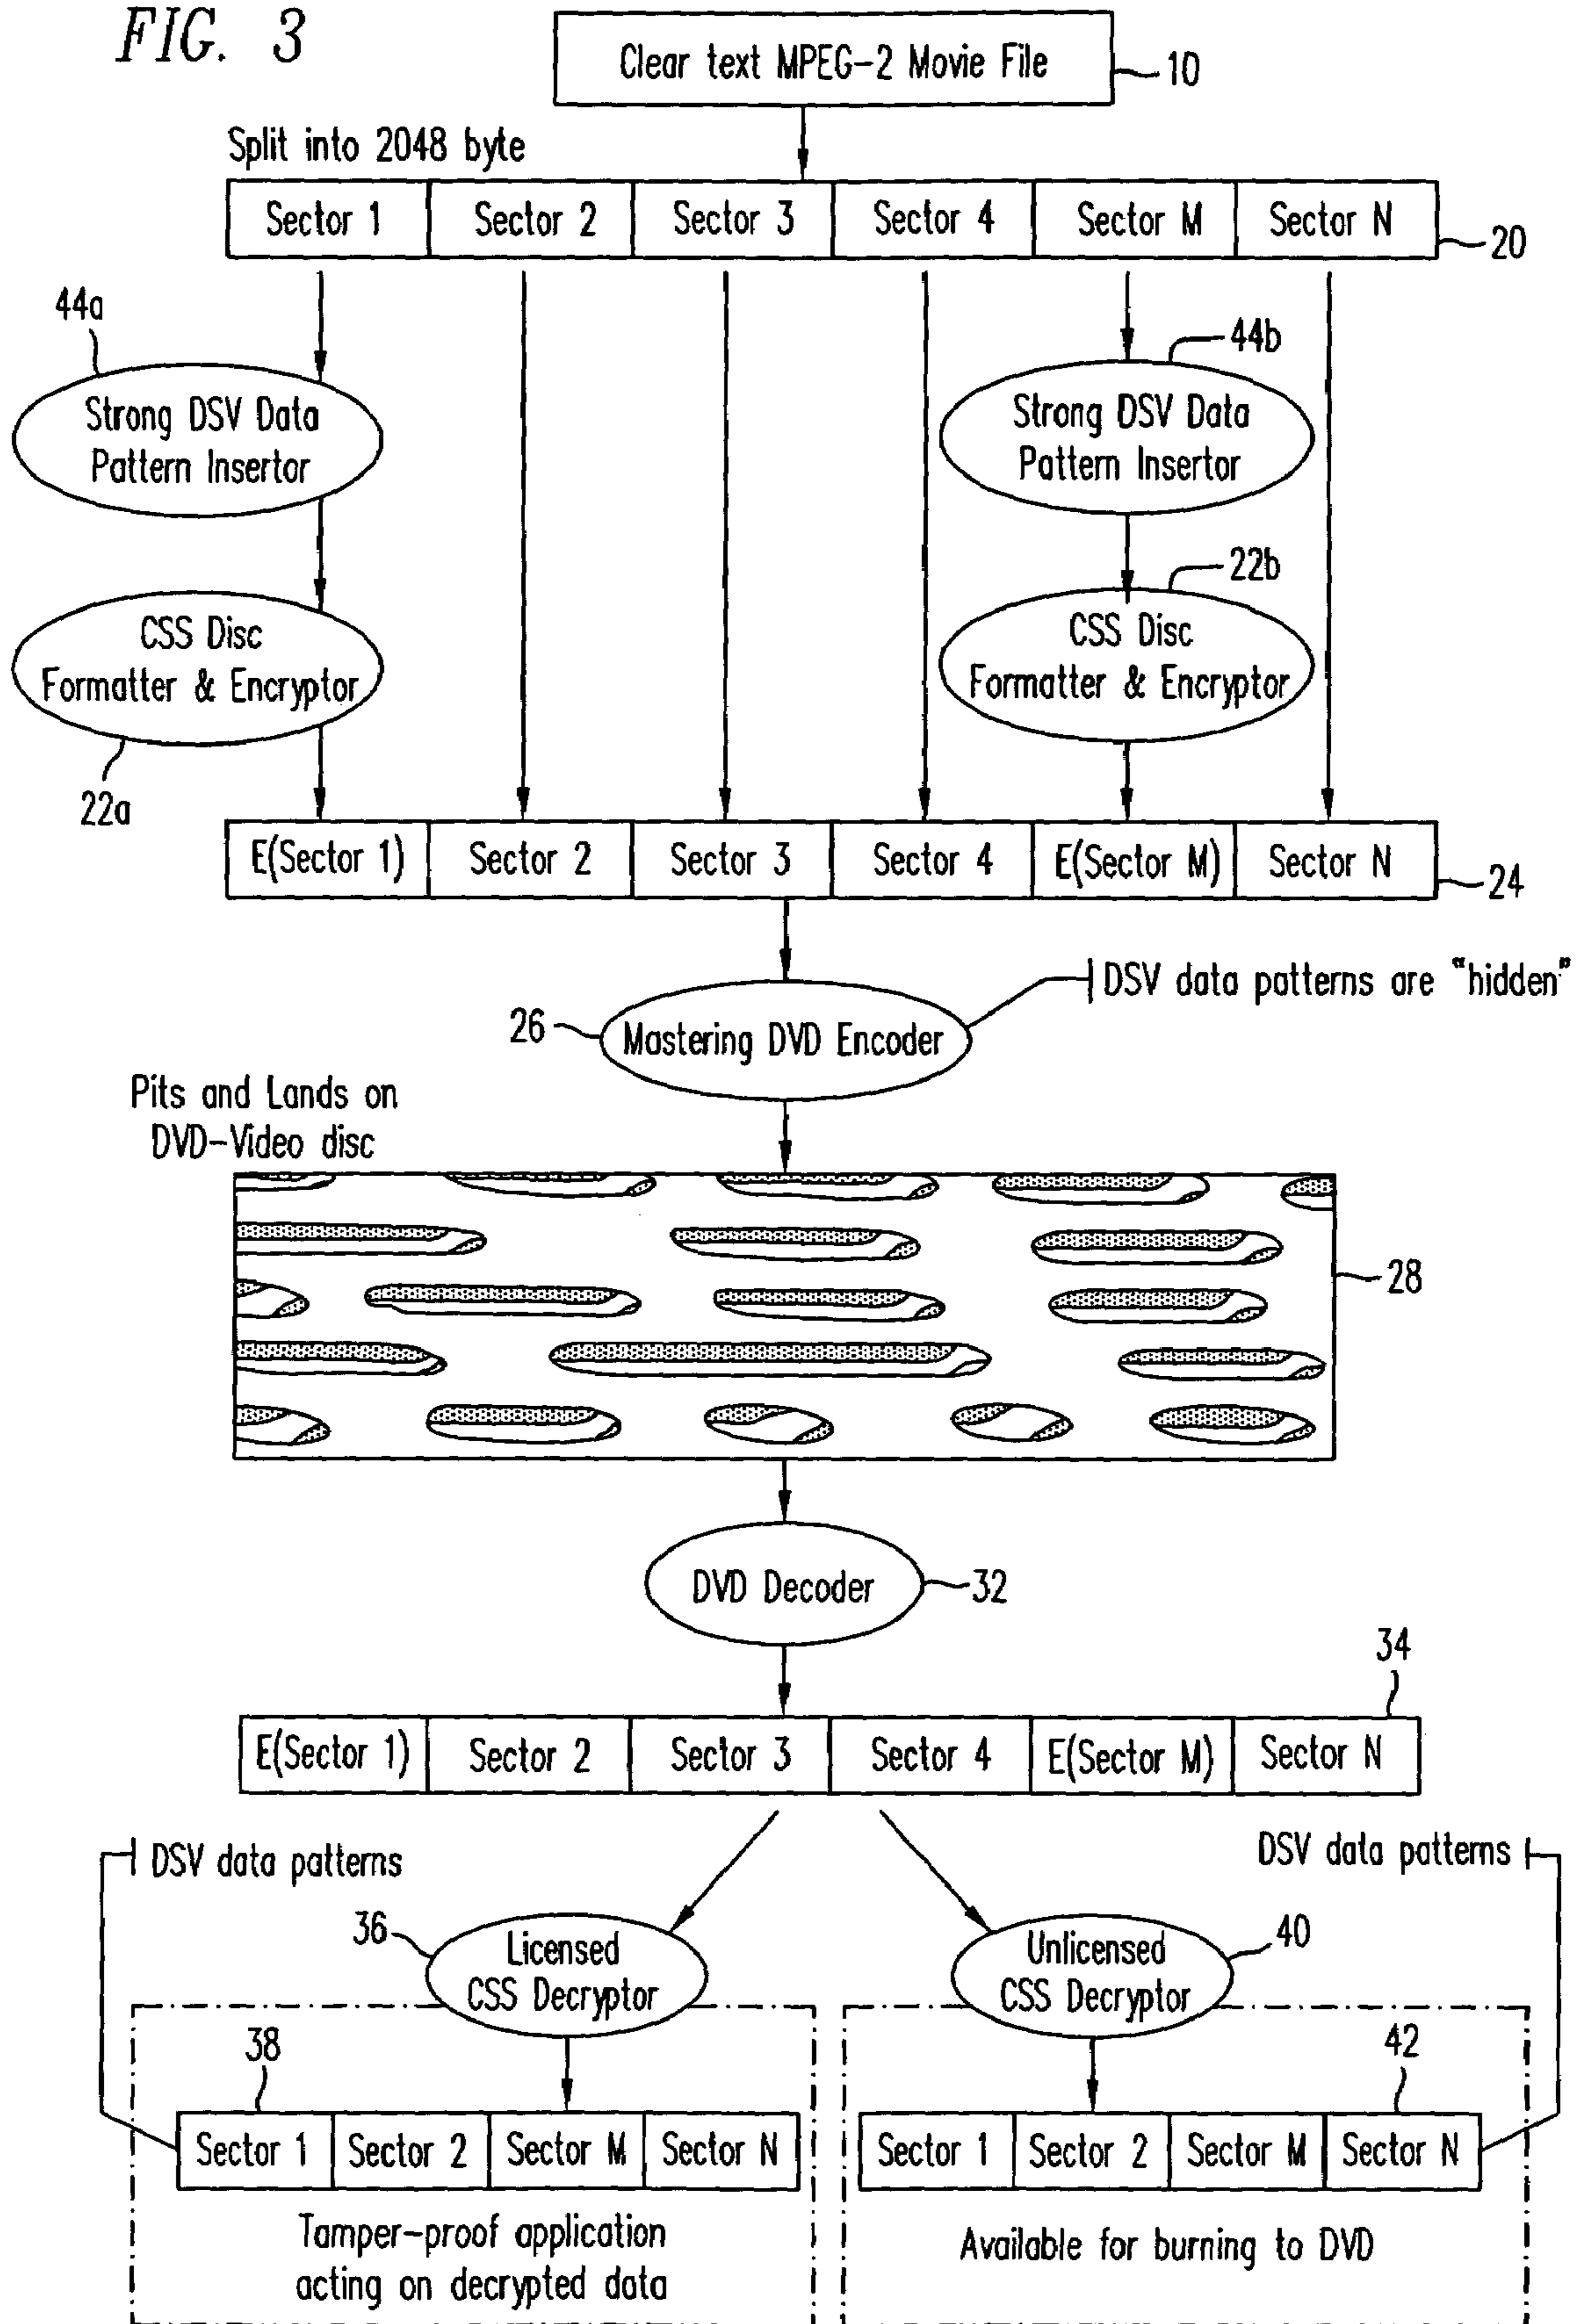 FIG. 3
Clear text MPEG-2 Movie File
10
Split into 2048 byte
Sector 1 Sector 2 Sector 3 Sector 4 Sector M Sector N
20
44a
44b
Strong DSV Data
Pattern Insertor
Strong DSV Data
Pattern Insertor
22b
CSS Disc
Formatter & Encryptor
CSS Disc
Formatter & Encryptor
22a
E(Sector 1) Sector 2 Sector 3 Sector 4 E(Sector M) Sector N
24
DSV data patterns are "hidden"
26
Mastering DVD Encoder
Pits and Lands on
DVD-Video disc
28
DVD Decoder
32
34
E(Sector 1) Sector 2 Sector 3 Sector 4 E(Sector M) Sector N
DSV data patterns
DSV data patterns
36
Licensed
CSS Decryptor
Unlicensed
CSS Decryptor
40
38
42
Sector 1 Sector 2 Sector M Sector N
Sector 1 Sector 2 Sector M Sector N
Tamper-proof application
acting on decrypted data
Available for burning to DVD